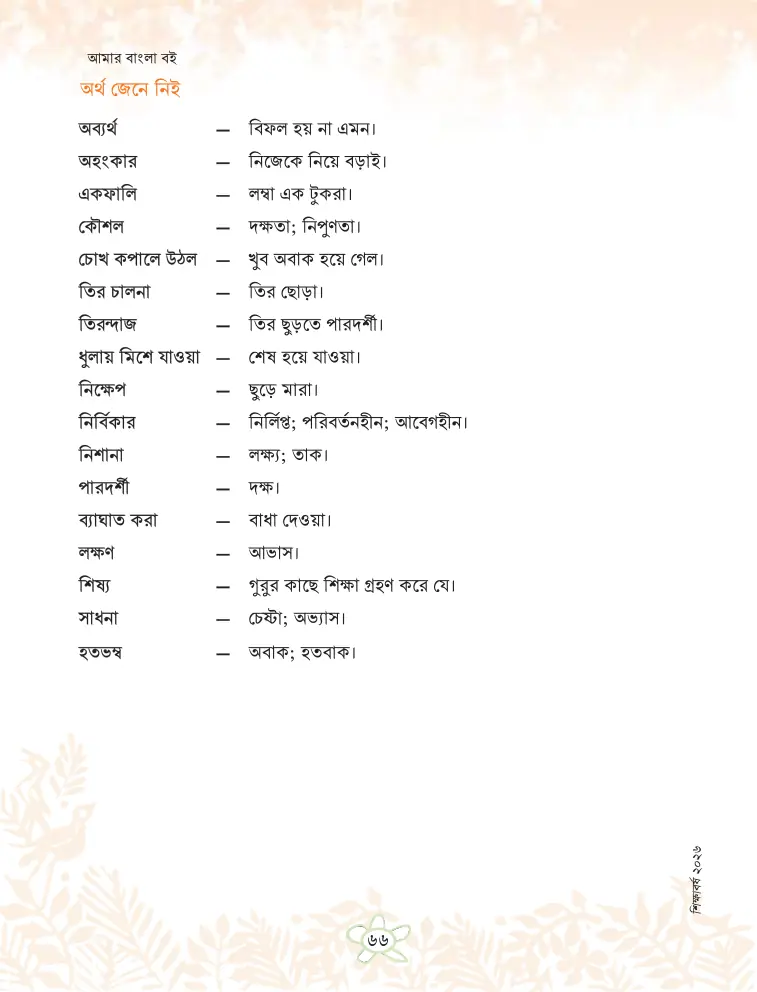 আমার বাংলা বই
অর্থ জেনে নিই
অব্যর্থ — বিফল হয় না এমন।
অহংকার — নিজেকে নিয়ে বড়াই।
একফালি — লম্বা এক টুকরা।
কৌশল — দক্ষতা; নিপুণতা।
চোখ কপালে উঠল — খুব অবাক হয়ে গেল।
তির চালনা — তির ছোড়া।
তিরন্দাজ — তির ছুড়তে পারদর্শী।
ধুলায় মিশে যাওয়া — শেষ হয়ে যাওয়া।
নিক্ষেপ — ছুড়ে মারা।
নির্বিকার — নির্লিপ্ত; পরিবর্তনহীন; আবেগহীন।
নিশানা — লক্ষ্য; তাক।
পারদর্শী — দক্ষ।
ব্যাঘাত করা — বাধা দেওয়া।
লক্ষণ — আভাস।
শিষ্য — গুরুর কাছে শিক্ষা গ্রহণ করে যে।
সাধনা — চেষ্টা; অভ্যাস।
হতভম্ব — অবাক; হতবাক।
শিক্ষাবর্ষ ২০২৬
৬৬